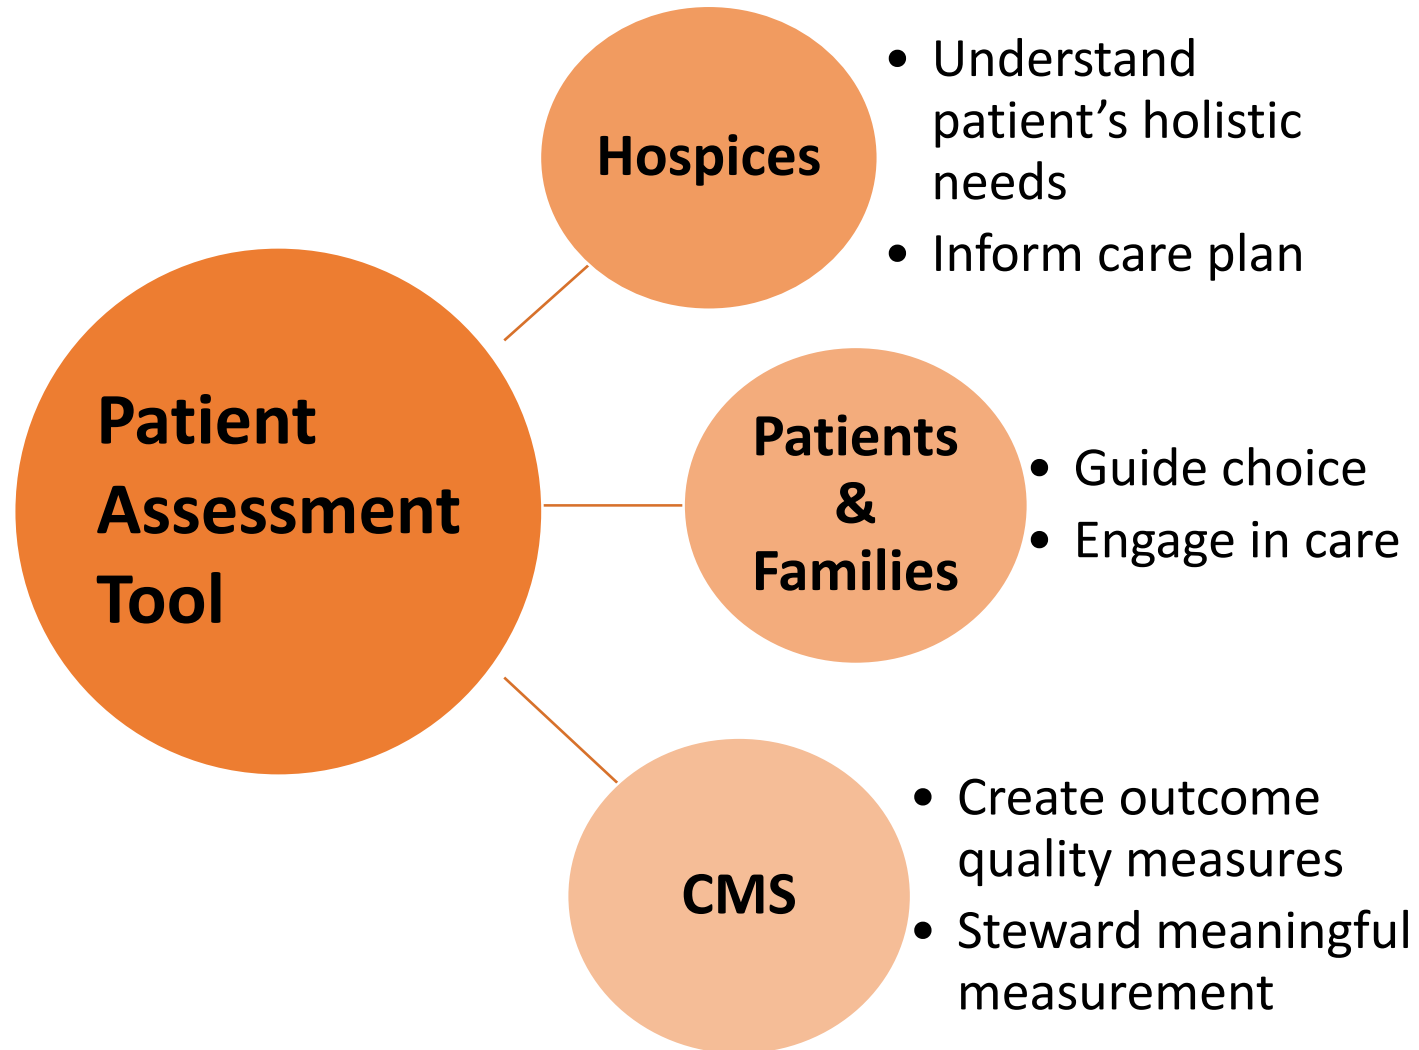 Patient
Assessment
Tool
Hospices
• Understand
patient’s holistic
needs
• Inform care plan
Patients
&
Families
• Guide choice
• Engage in care
CMS
• Create outcome
quality measures
• Steward meaningful
measurement